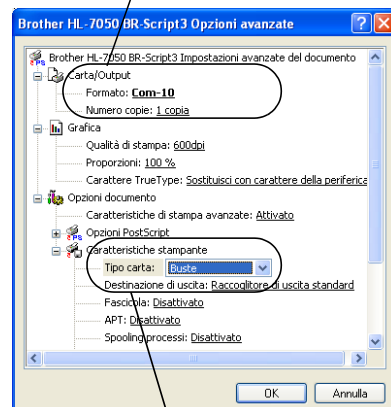 Brother HL-7050 BR-Script3 Opzioni avanzate
Brother HL-7050 BR-Script3 Impostazioni avanzate del documento
Carta/Output
Formato: Com-10
Numero copie: 1 copia
Grafica
Qualità di stampa: 600dpi
Proporzioni: 100 %
Carattere TrueType: Sostituisci con carattere della periferica
Opzioni documento
Caratteristiche di stampa avanzate: Attivato
Opzioni PostScript
Caratteristiche stampante
Tipo carta: Buste
Destinazione di uscita: Raccoglitore di uscita standard
Fascicola: Disattivato
APT: Disattivato
Spooling processi: Disattivato
OK Annulla